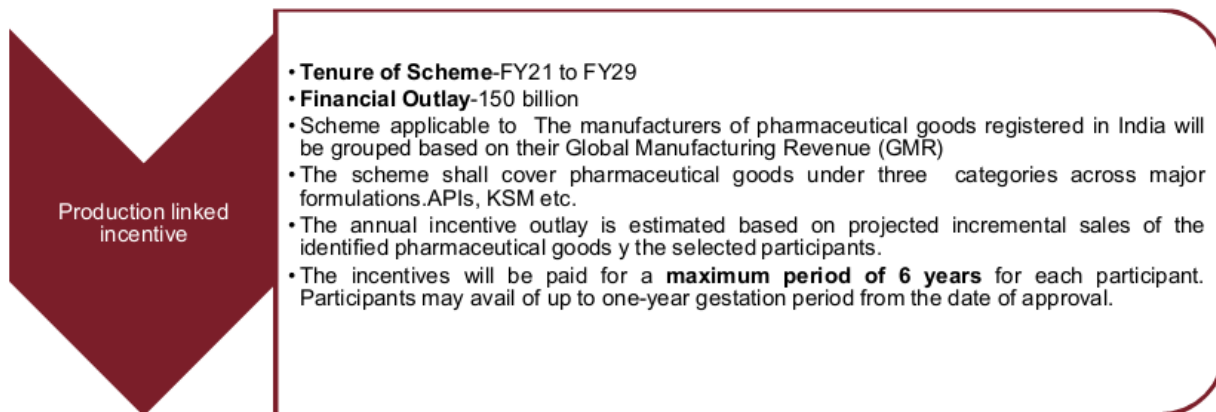 Production linked
incentive
• Tenure of Scheme-FY21 to FY29
• Financial Outlay-150 billion
• Scheme applicable to The manufacturers of pharmaceutical goods registered in India will
be grouped based on their Global Manufacturing Revenue (GMR)
• The scheme shall cover pharmaceutical goods under three categories across major
formulations.APIs, KSM etc.
• The annual incentive outlay is estimated based on projected incremental sales of the
identified pharmaceutical goods y the selected participants.
• The incentives will be paid for a maximum period of 6 years for each participant.
Participants may avail of up to one-year gestation period from the date of approval.